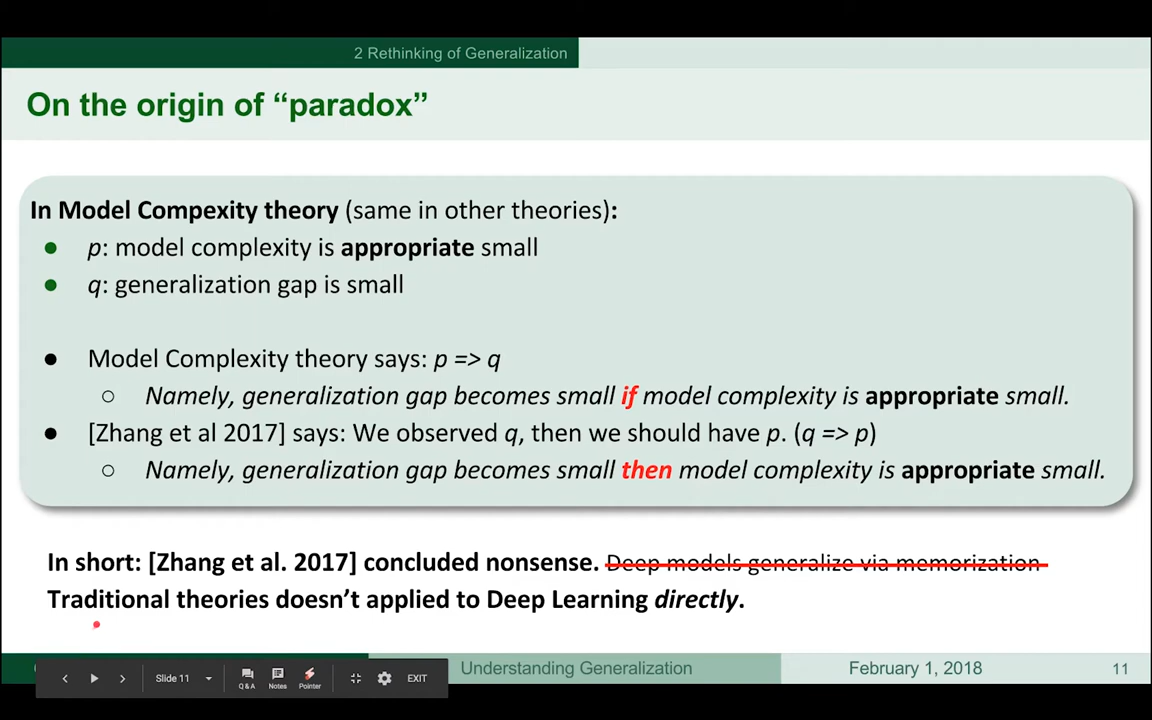 2 Rethinking of Generalization
On the origin of “paradox”
In Model Compexity theory (same in other theories):
● p: model complexity is appropriate small
● q: generalization gap is small
● Model Complexity theory says: p => q
○ Namely, generalization gap becomes small if model complexity is appropriate small.
● [Zhang et al 2017] says: We observed q, then we should have p. (q => p)
○ Namely, generalization gap becomes small then model complexity is appropriate small.
In short: [Zhang et al. 2017] concluded nonsense. Deep models generalize via memorization
Traditional theories doesn’t applied to Deep Learning directly.
Understanding Generalization February 1, 2018 11
Slide 11 Q & A Notes Pointer EXIT